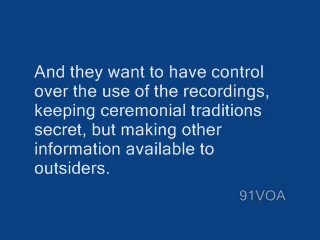 And they want to have control
over the use of the recordings,
keeping ceremonial traditions
secret, but making other
information available to
outsiders.
91VOA